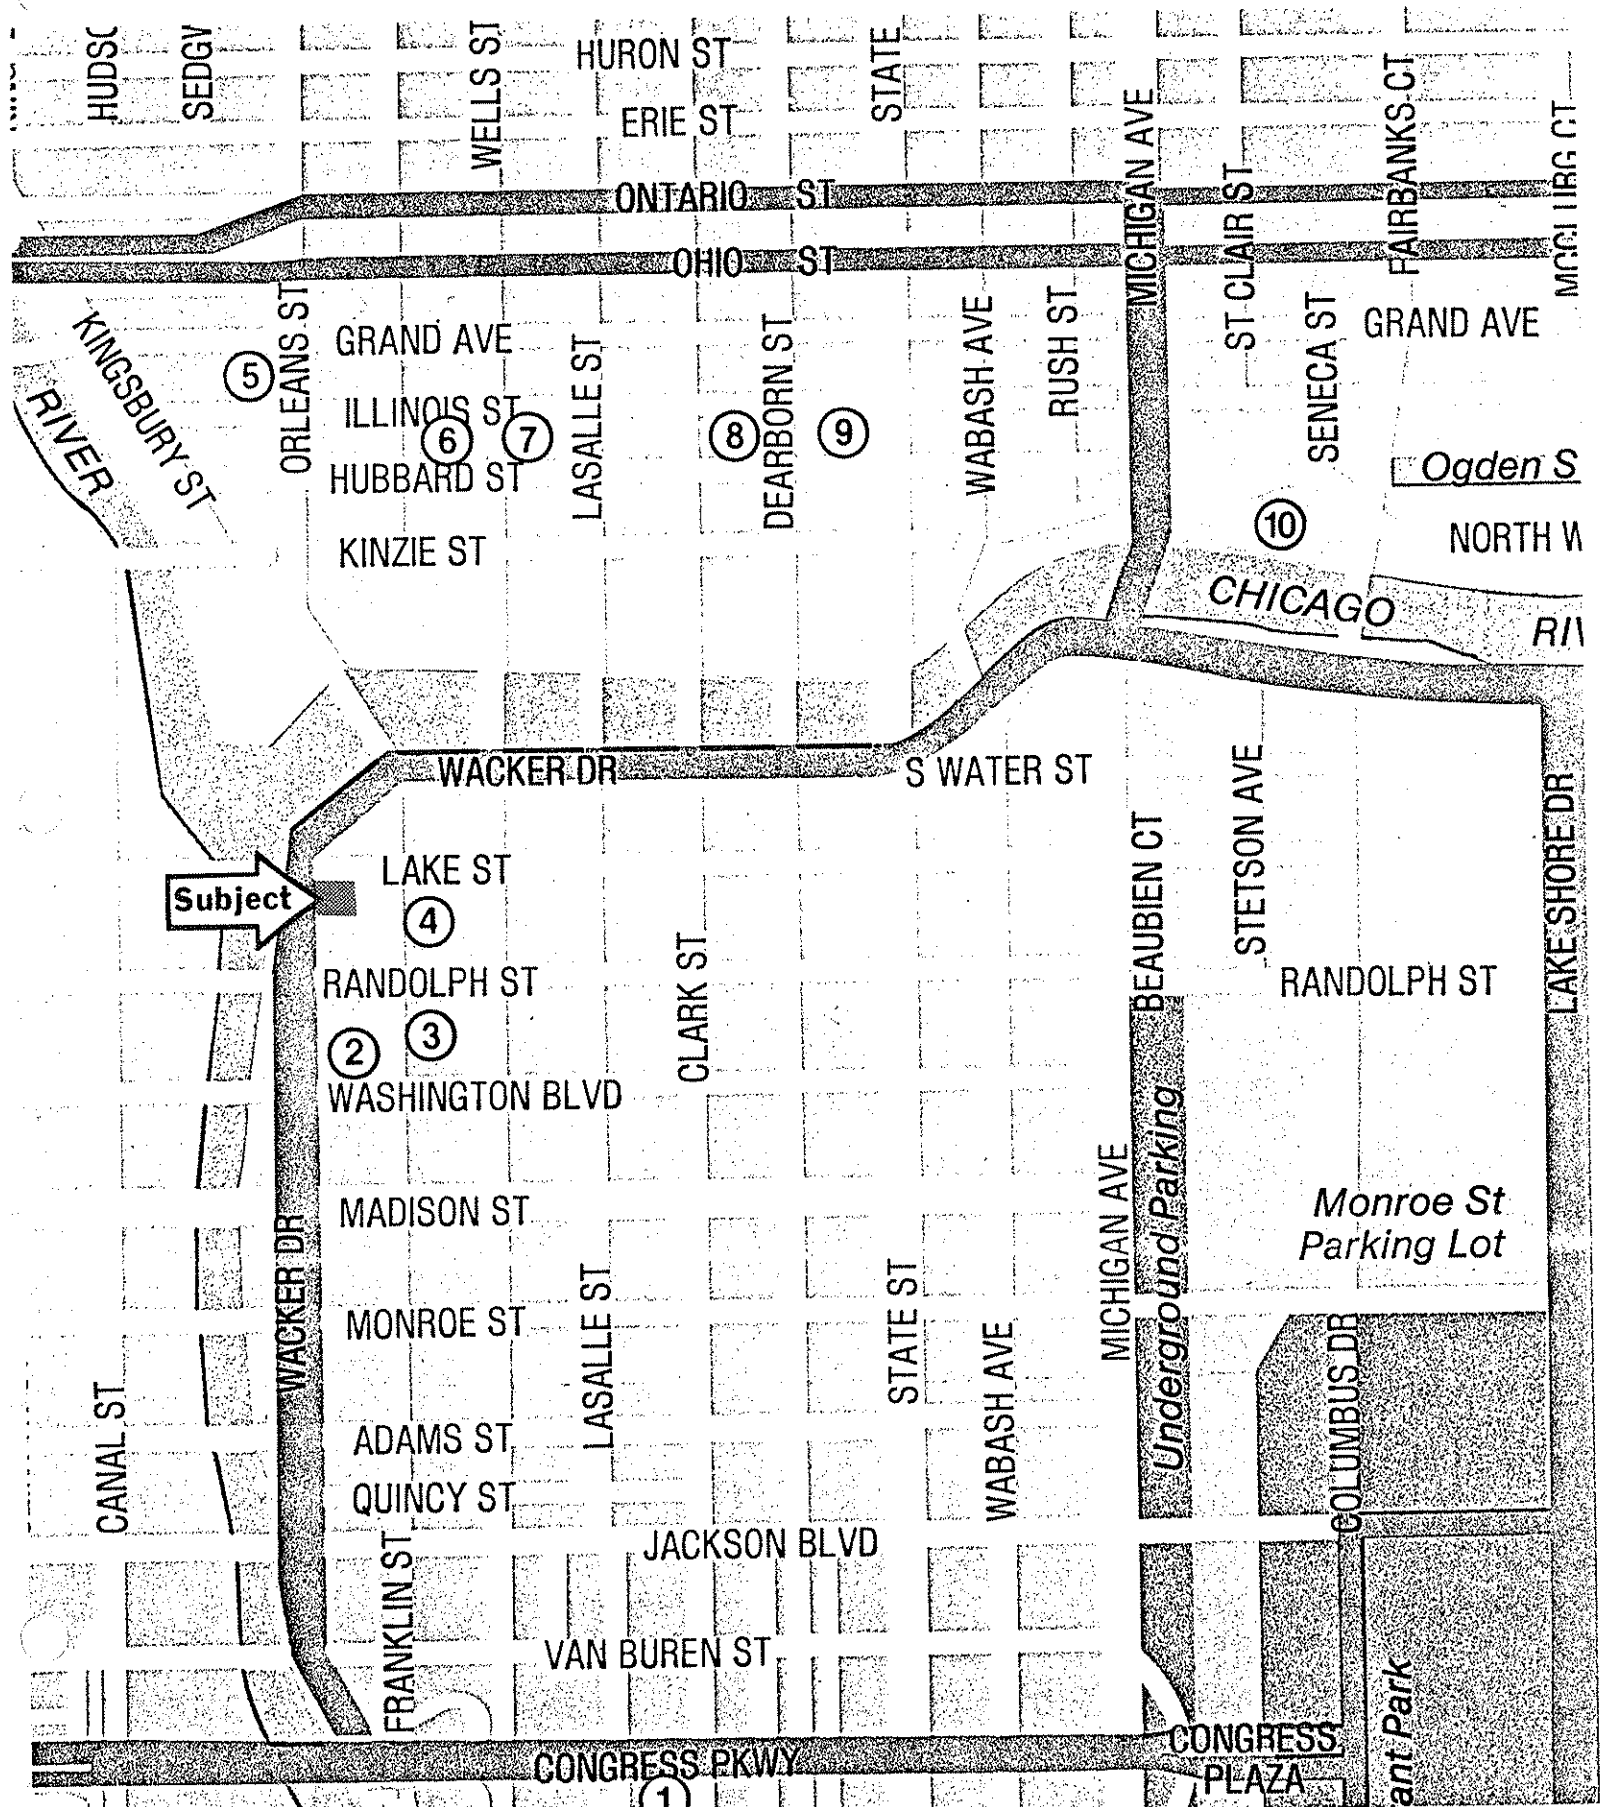 HUDSO
SEDGV
WELLS ST
HURON ST
STATE
ERIE ST
MICHIGAN AVE
FAIRBANKS CT
ONTARIO ST
ST CLAIR ST
OHIO ST
ORLEANS ST
KINGSBURY ST
GRAND AVE
LASALLE ST
DEARBORN ST
WABASH AVE
RUSH ST
SENECA ST
GRAND AVE
5
RIVER
ILLINOIS ST
6
7
8
9
HUBBARD ST
Ogden S
10
KINZIE ST
NORTH W
CHICAGO
RIV
WACKER DR
S WATER ST
STETSON AVE
LAKE SHORE DR
BEAUBIEN CT
LAKE ST
Subject
4
CLARK ST
RANDOLPH ST
RANDOLPH ST
2
3
WASHINGTON BLVD
Underground Parking
MICHIGAN AVE
MADISON ST
Monroe St
Parking Lot
WACKER DR
LASALLE ST
STATE ST
MONROE ST
WABASH AVE
COLUMBUS DR
CANAL ST
ADAMS ST
QUINCY ST
JACKSON BLVD
FRANKLIN ST
VAN BUREN ST
ant Park
CONGRESS PKWY
CONGRESS
PLAZA
1